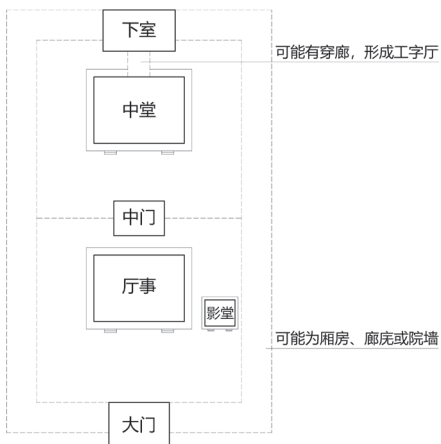 下室
可能有穿廊，形成工字厅
中堂
中门
厅事
影堂
可能为厢房、廊庑或院墙
大门